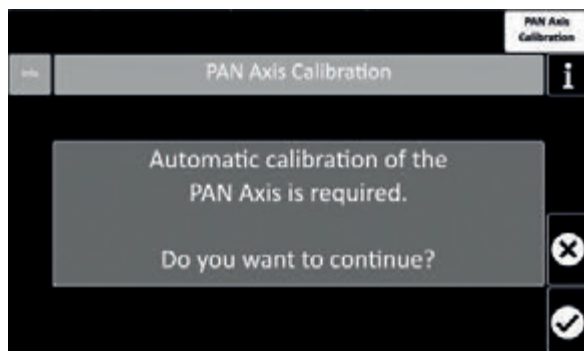 PAN Axis
Calibration
Info
PAN Axis Calibration
i
Automatic calibration of the
PAN Axis is required.
Do you want to continue?